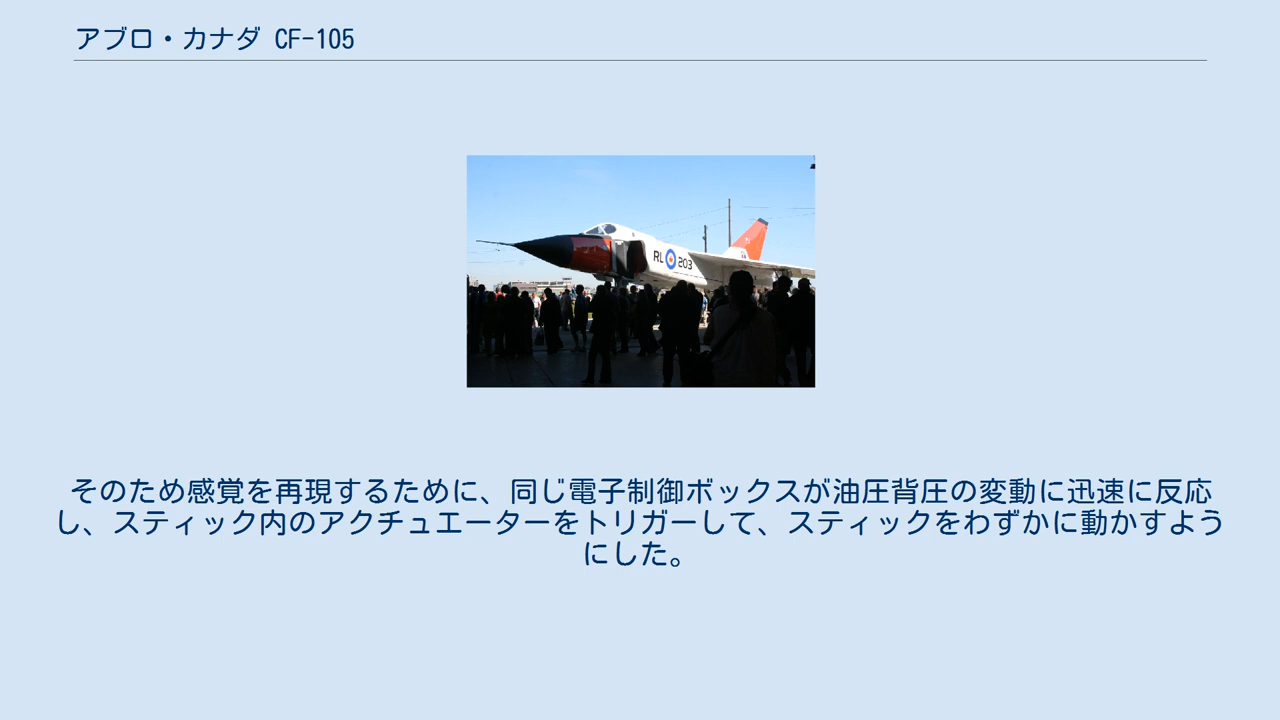 アブロ・カナダ CF-105
RL 203
そのため感覚を再現するために、同じ電子制御ボックスが油圧背圧の変動に迅速に反応
し、スティック内のアクチュエーターをトリガーして、スティックをわずかに動かすよう
にした。